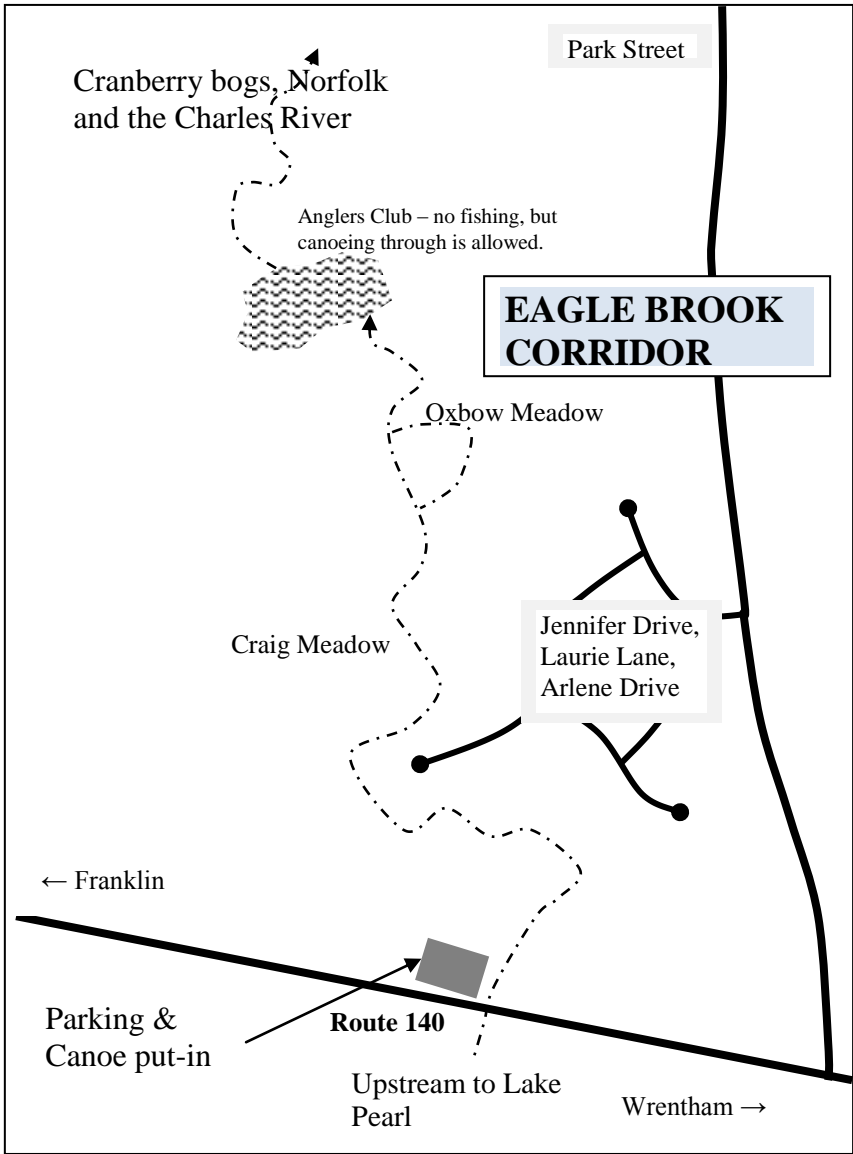 Park Street
Cranberry bogs, Norfolk
and the Charles River
Anglers Club – no fishing, but
canoeing through is allowed.
EAGLE BROOK
CORRIDOR
Oxbow Meadow
Jennifer Drive,
Laurie Lane,
Arlene Drive
Craig Meadow
← Franklin
Parking &
Canoe put-in
Route 140
Upstream to Lake
Pearl
Wrentham →